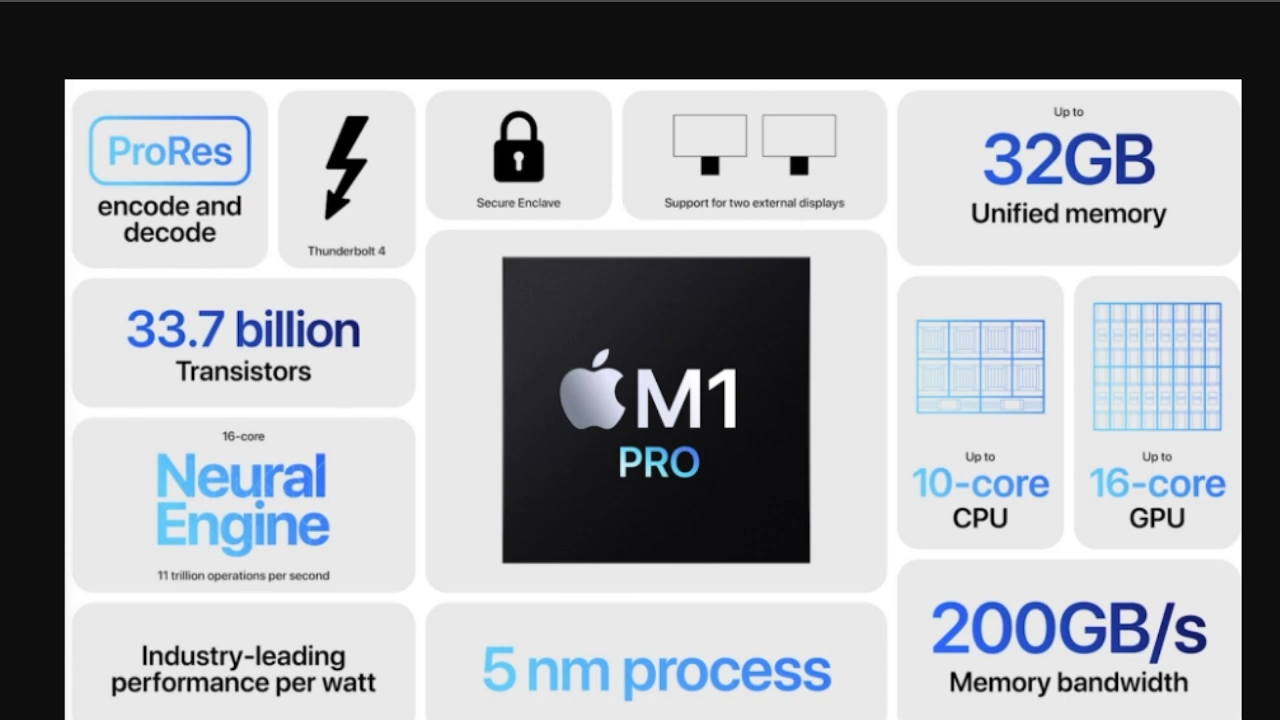 ProRes
encode and
decode
Thunderbolt 4
Secure Enclave
Support for two external displays
Up to
32GB
Unified memory
33.7 billion
Transistors
M1
PRO
Up to
10-core
CPU
Up to
16-core
GPU
16-core
Neural
Engine
11 trillion operations per second
Industry-leading
performance per watt
5 nm process
200GB/s
Memory bandwidth